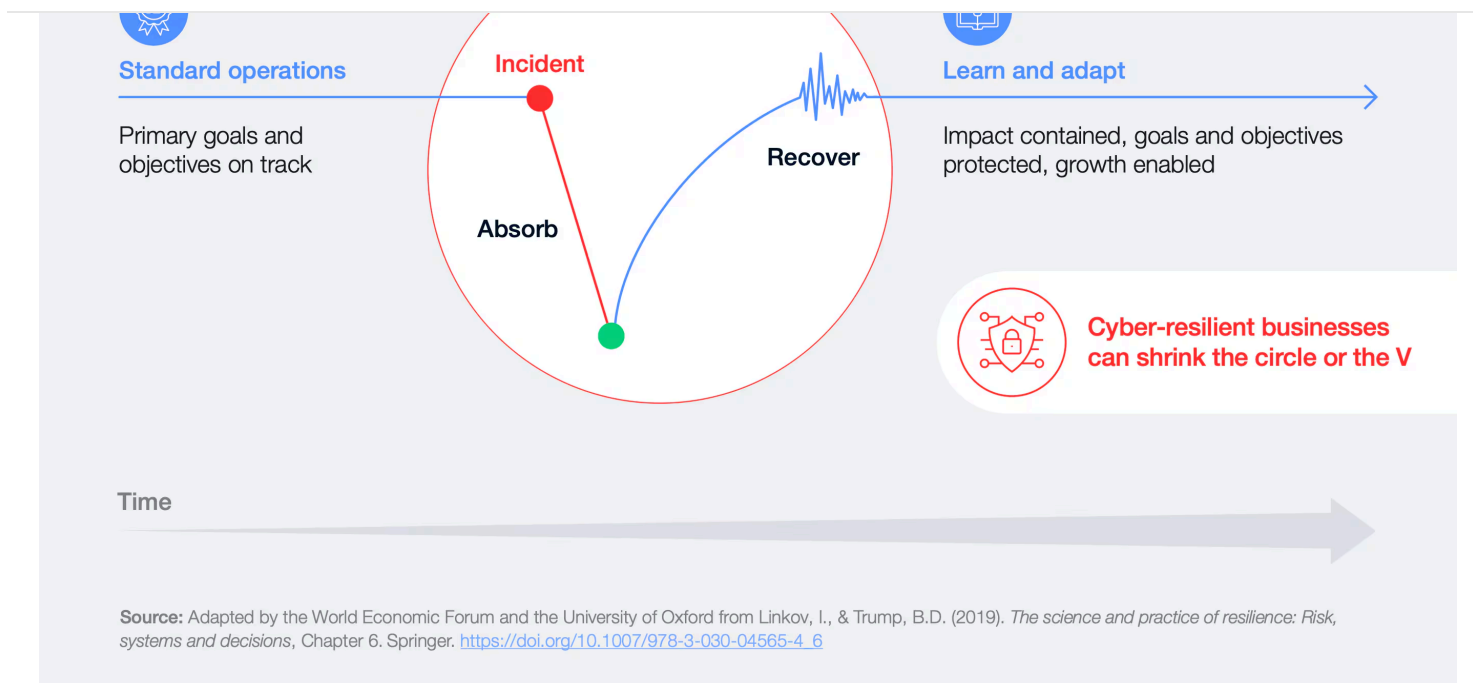 Standard operations
Primary goals and
objectives on track
Incident
Absorb
Recover
Learn and adapt
Impact contained, goals and objectives
protected, growth enabled
Cyber-resilient businesses
can shrink the circle or the V
Time
Source: Adapted by the World Economic Forum and the University of Oxford from Linkov, I., & Trump, B.D. (2019). The science and practice of resilience: Risk,
systems and decisions, Chapter 6. Springer. https://doi.org/10.1007/978-3-030-04565-4_6